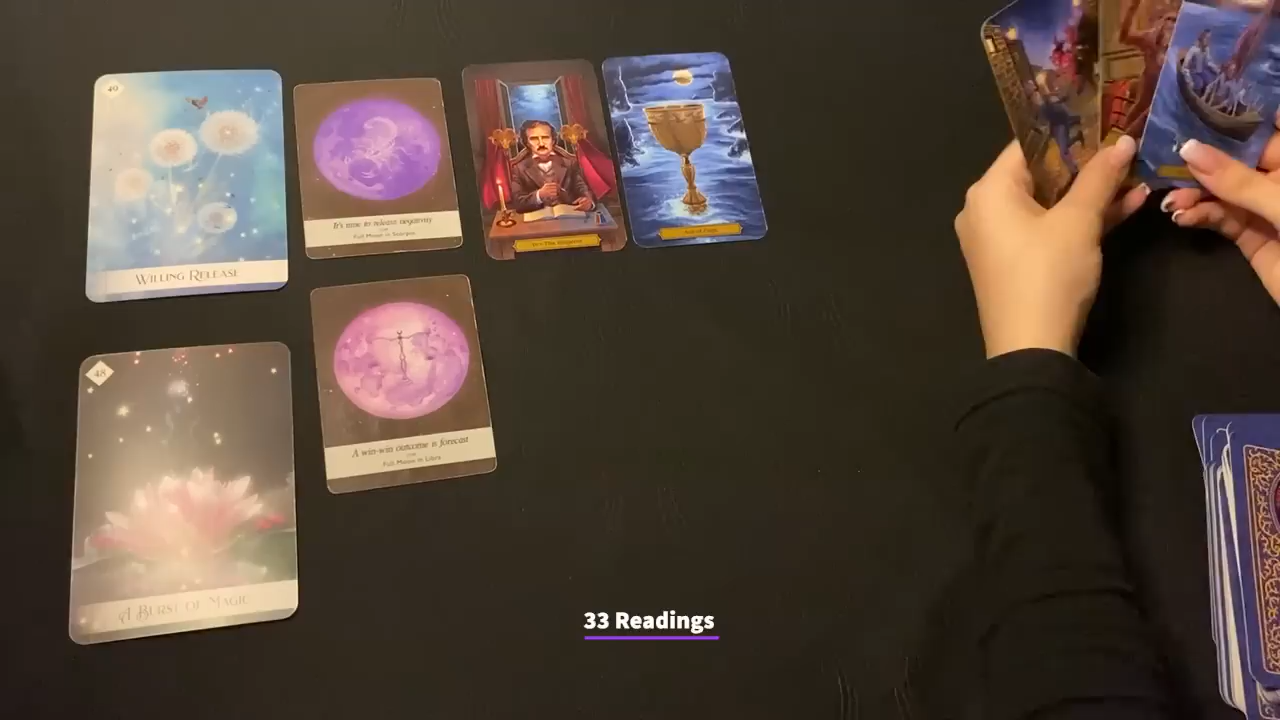 49
WILLING RELEASE
It's time to release negativity
Full Moon in Scorpio
48
A BURST OF MAGIC
A win-win outcome is forecast
Full Moon in Libra
33 Readings